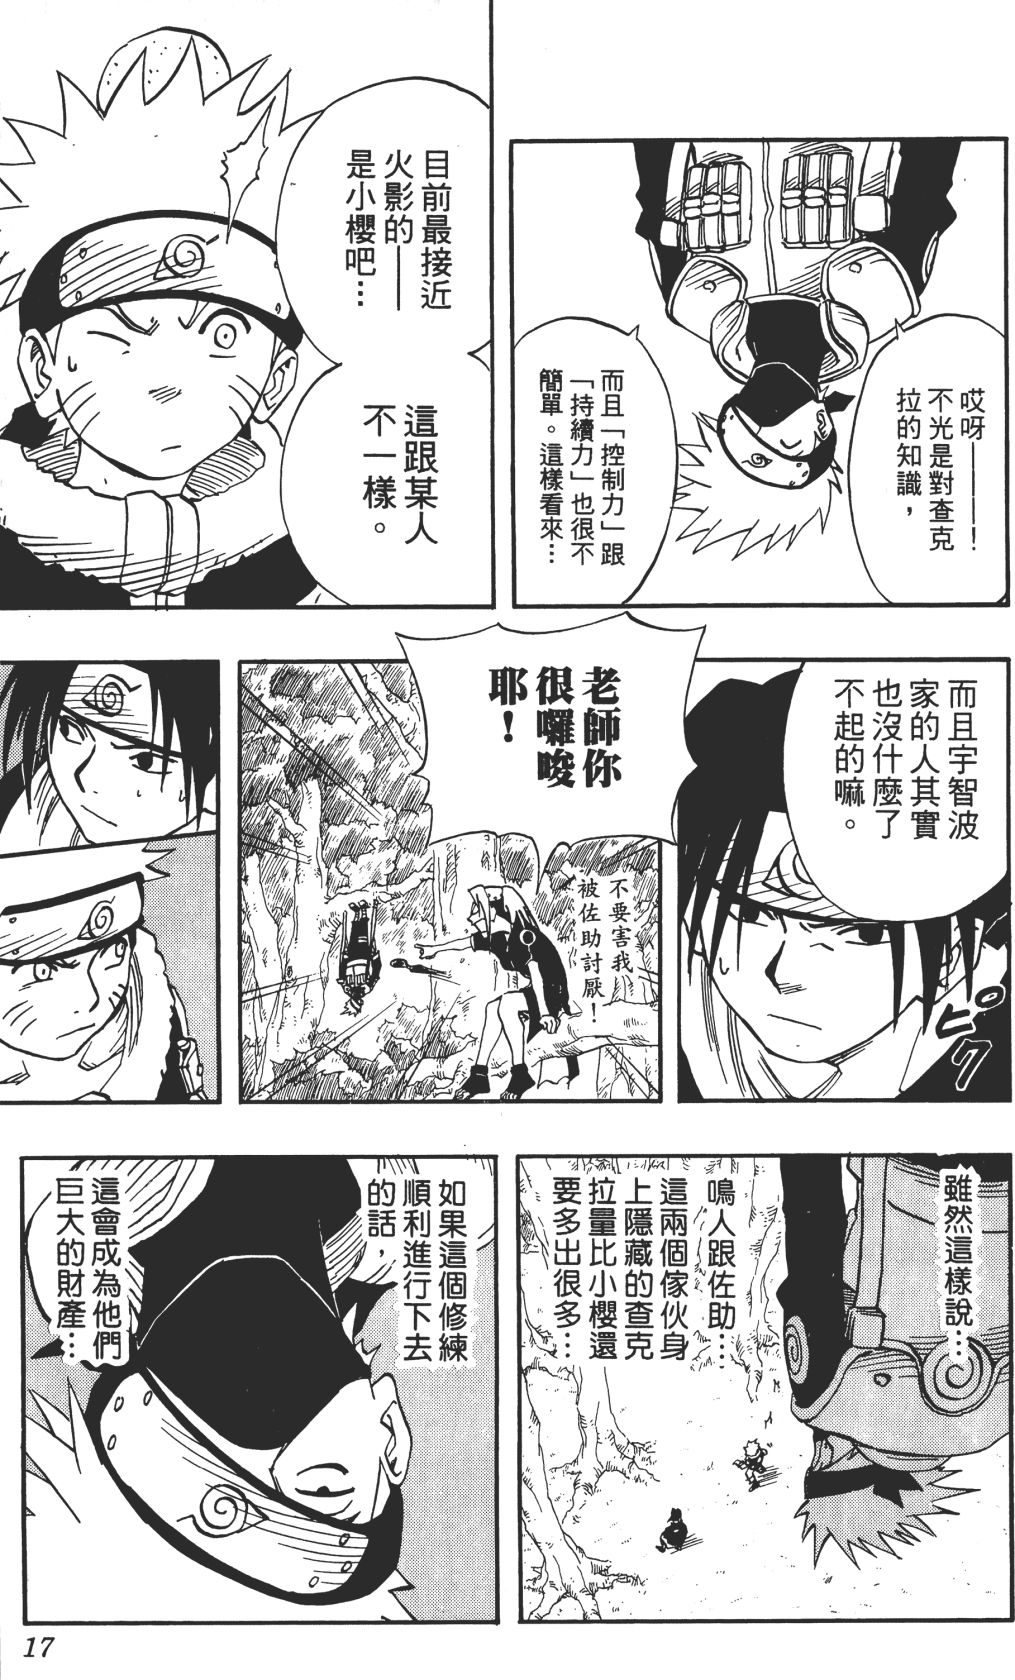 哎呀——！
不光是對查克
拉的知識，
而且「控制力」跟
「持續力」也很不
簡單。這樣看來…
目前最接近
火影的——
是小櫻吧…
這跟某人
不一樣。
而且宇智波
家的人其實
也沒什麼了
不起的嘛。
ピク
老師你
很囉唆
耶！
不要害我
被佐助討厭！
雖然這樣說…
鳴人跟佐助…
這兩個傢伙身
上隱藏的查克
拉量比小櫻還
要多出很多…
如果這個修練
順利進行下去
的話，
這會成為他們
巨大的財產…
17